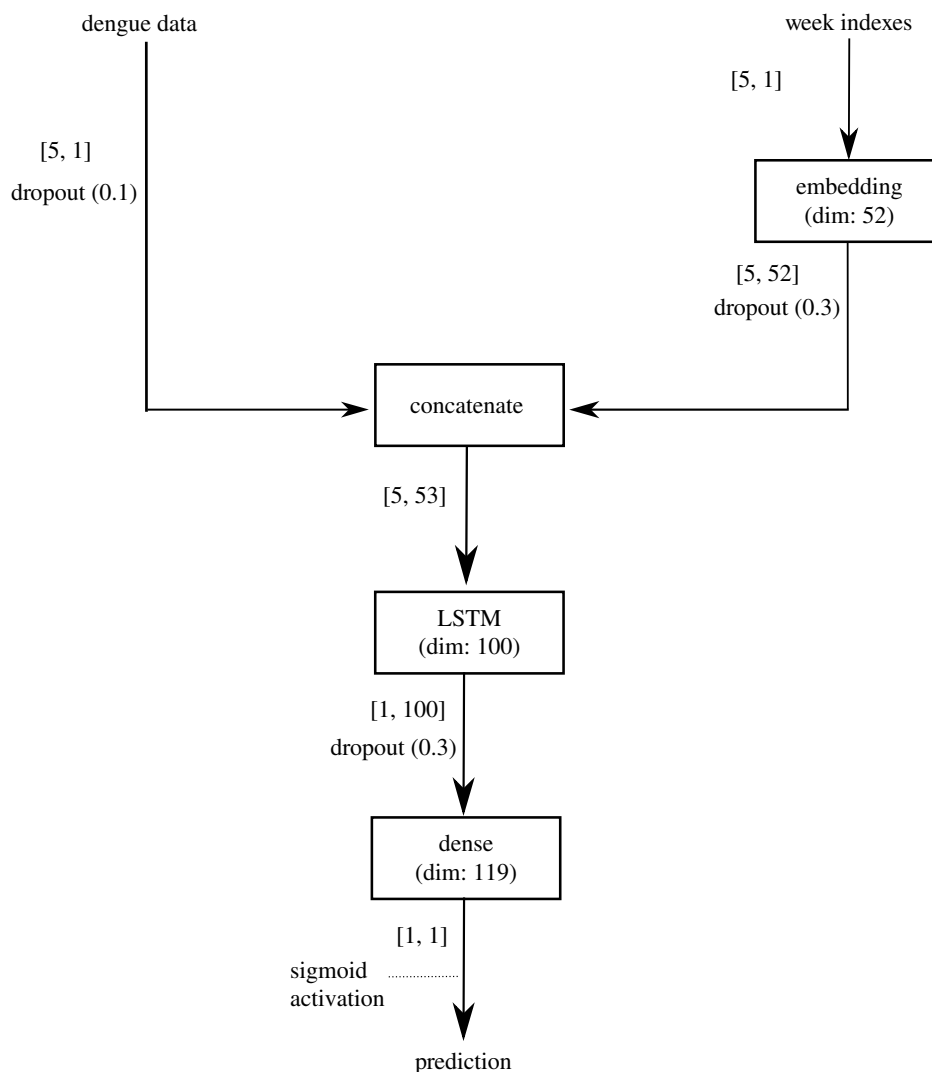 dengue data
week indexes
[5, 1]
[5, 1]
dropout (0.1)
embedding
(dim: 52)
[5, 52]
dropout (0.3)
concatenate
[5, 53]
LSTM
(dim: 100)
[1, 100]
dropout (0.3)
dense
(dim: 119)
[1, 1]
sigmoid
activation
prediction